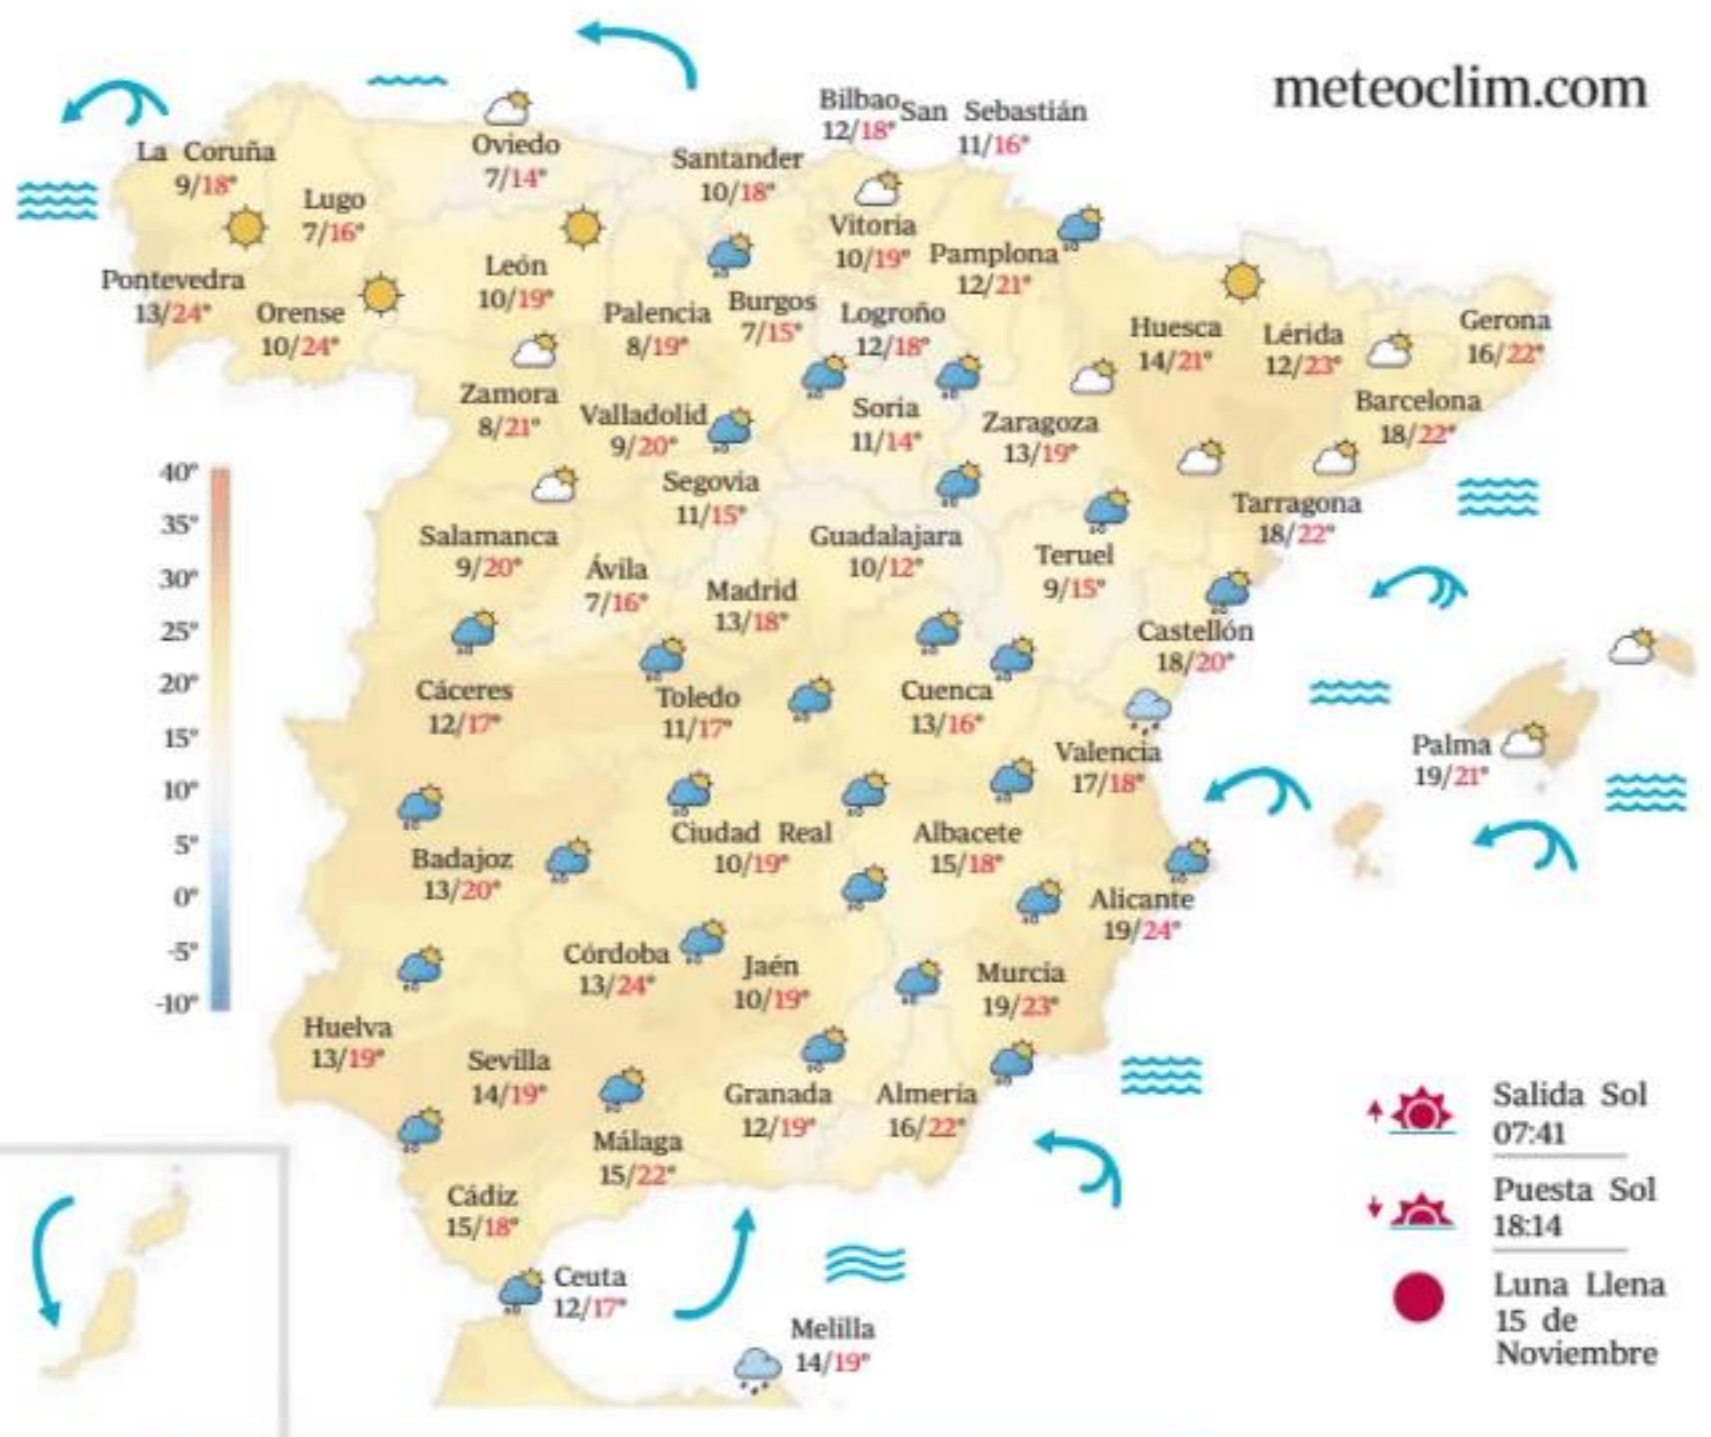 meteoclim.com
Bilbao
12/18°
San Sebastián
11/16°
La Coruña
9/18°
Oviedo
7/14°
Santander
10/18°
Lugo
7/16°
Vitoria
10/19°
Pamplona
12/21°
Pontevedra
13/24°
Orense
10/24°
León
10/19°
Palencia
8/19°
Burgos
7/15°
Logroño
12/18°
Huesca
14/21°
Lérida
12/23°
Gerona
16/22°
Zamora
8/21°
Valladolid
9/20°
Soria
11/14°
Zaragoza
13/19°
Barcelona
18/22°
Segovia
11/15°
Tarragona
18/22°
Salamanca
9/20°
Ávila
7/16°
Madrid
13/18°
Guadalajara
10/12°
Teruel
9/15°
Castellón
18/20°
Cáceres
12/17°
Toledo
11/17°
Cuenca
13/16°
Valencia
17/18°
Palma
19/21°
Badajoz
13/20°
Ciudad Real
10/19°
Albacete
15/18°
Alicante
19/24°
Córdoba
13/24°
Jaén
10/19°
Murcia
19/23°
Huelva
13/19°
Sevilla
14/19°
Granada
12/19°
Almería
16/22°
Málaga
15/22°
Cádiz
15/18°
Ceuta
12/17°
Melilla
14/19°
40°
35°
30°
25°
20°
15°
10°
5°
0°
-5°
-10°
Salida Sol
07:41
Puesta Sol
18:14
Luna Llena
15 de
Noviembre